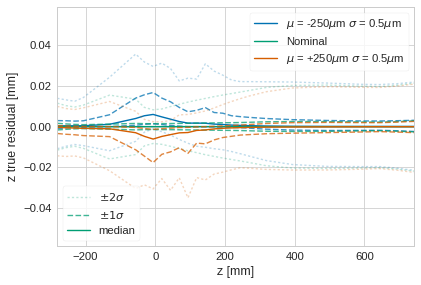 μ = -250μm σ = 0.5μm
Nominal
μ = +250μm σ = 0.5μm
0.04
0.02
0.00
−0.02
−0.04
z true residual [mm]
±2σ
±1σ
median
−200
0
200
400
600
z [mm]